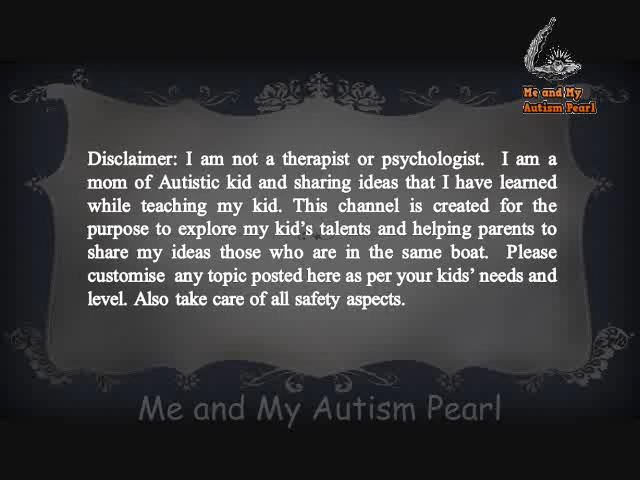 Me and My
Autism Pearl
Disclaimer: I am not a therapist or psychologist.  I am a
mom of Autistic kid and sharing ideas that I have learned
while teaching my kid. This channel is created for the
purpose to explore my kid's talents and helping parents to
share my ideas those who are in the same boat.  Please
customise  any topic posted here as per your kids' needs and
level. Also take care of all safety aspects.
Me and My Autism Pearl